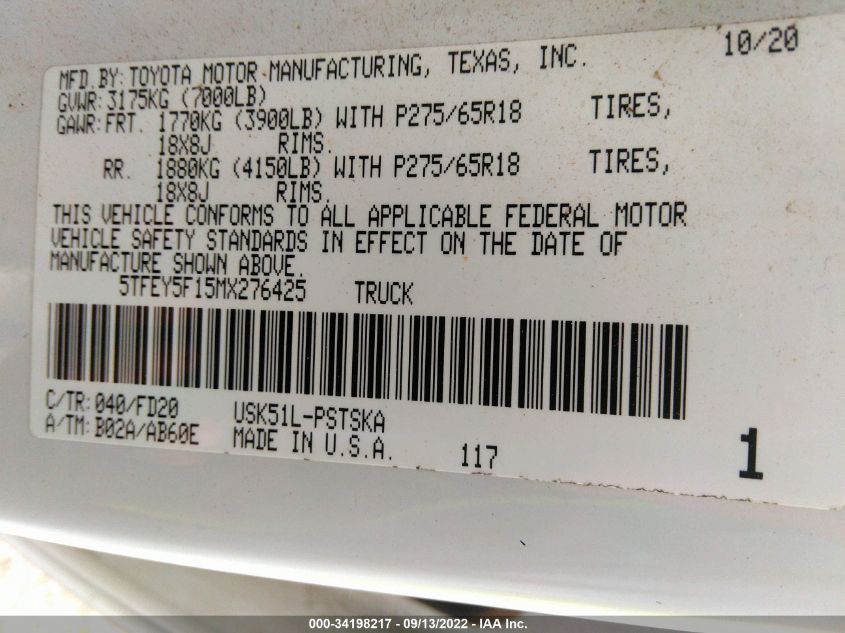 10/20
MFD.BY:TOYOTA MOTOR MANUFACTURING, TEXAS, INC.
GVWR:3175KG (7000LB)
GAWR:FRT. 1770KG (3900LB) WITH P275/65R18 TIRES,
18X8J RIMS.
RR. 1880KG (4150LB) WITH P275/65R18 TIRES,
18X8J RIMS.
THIS VEHICLE CONFORMS TO ALL APPLICABLE FEDERAL MOTOR
VEHICLE SAFETY STANDARDS IN EFFECT ON THE DATE OF
MANUFACTURE SHOWN ABOVE.
5TFEY5F15MX276425 TRUCK
C/TR:040/FD20 USK51L-PSTSKA
A/TM:B02A/AB60E MADE IN U.S.A. 117 1
000-34198217 - 09/13/2022 - IAA Inc.